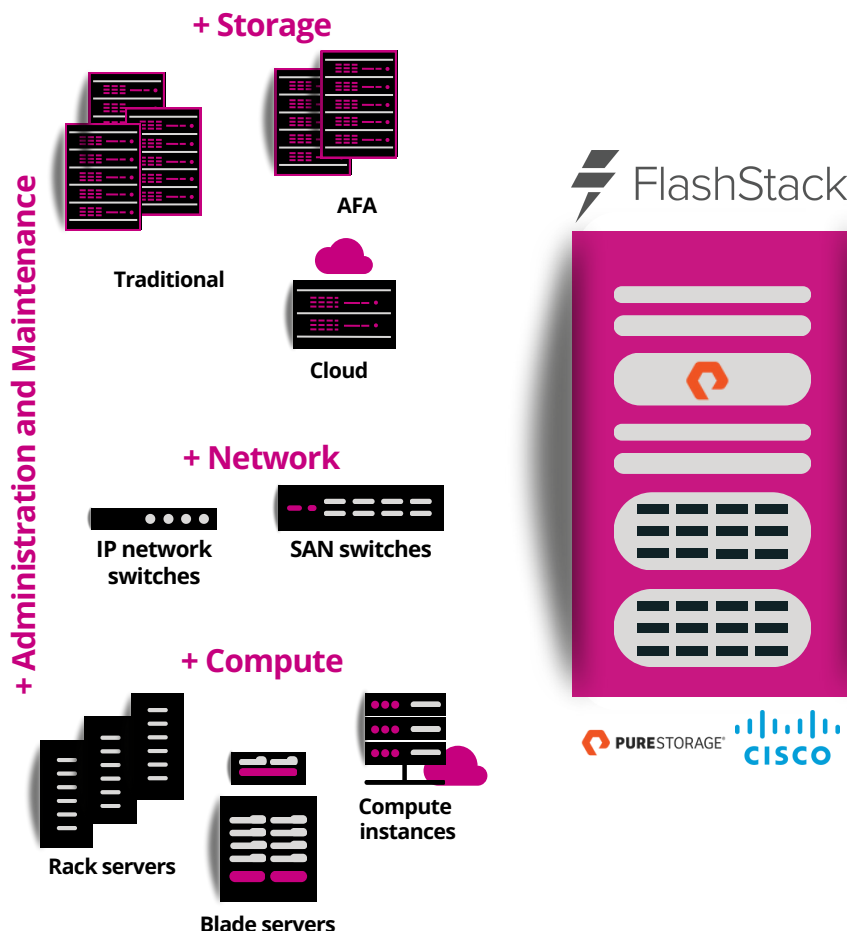 + Storage
AFA
Traditional
Cloud
+ Administration and Maintenance
+ Network
IP network
switches
SAN switches
+ Compute
Rack servers
Blade servers
Compute
instances
FlashStack
PURESTORAGE®
CISCO